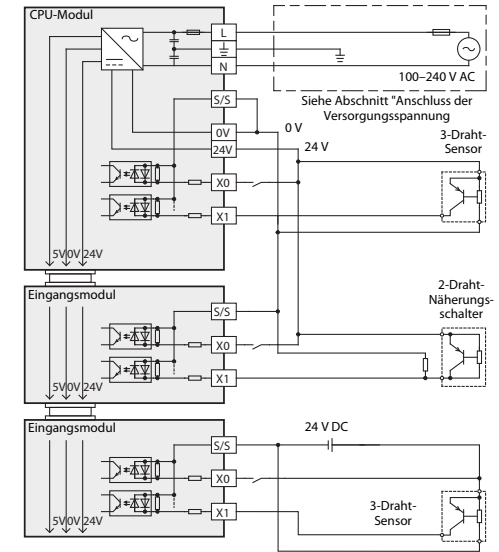 CPU-Modul
L
N
100–240 V AC
Siehe Abschnitt "Anschluss der
Versorgungsspannung
S/S
0V
0 V
24V
24 V
3-Draht-
Sensor
X0
X1
5V 0V 24V
Eingangsmodul
S/S
2-Draht-
Näherungs-
schalter
X0
X1
5V 0V 24V
Eingangsmodul
24 V DC
S/S
X0
X1
3-Draht-
Sensor
5V 0V 24V